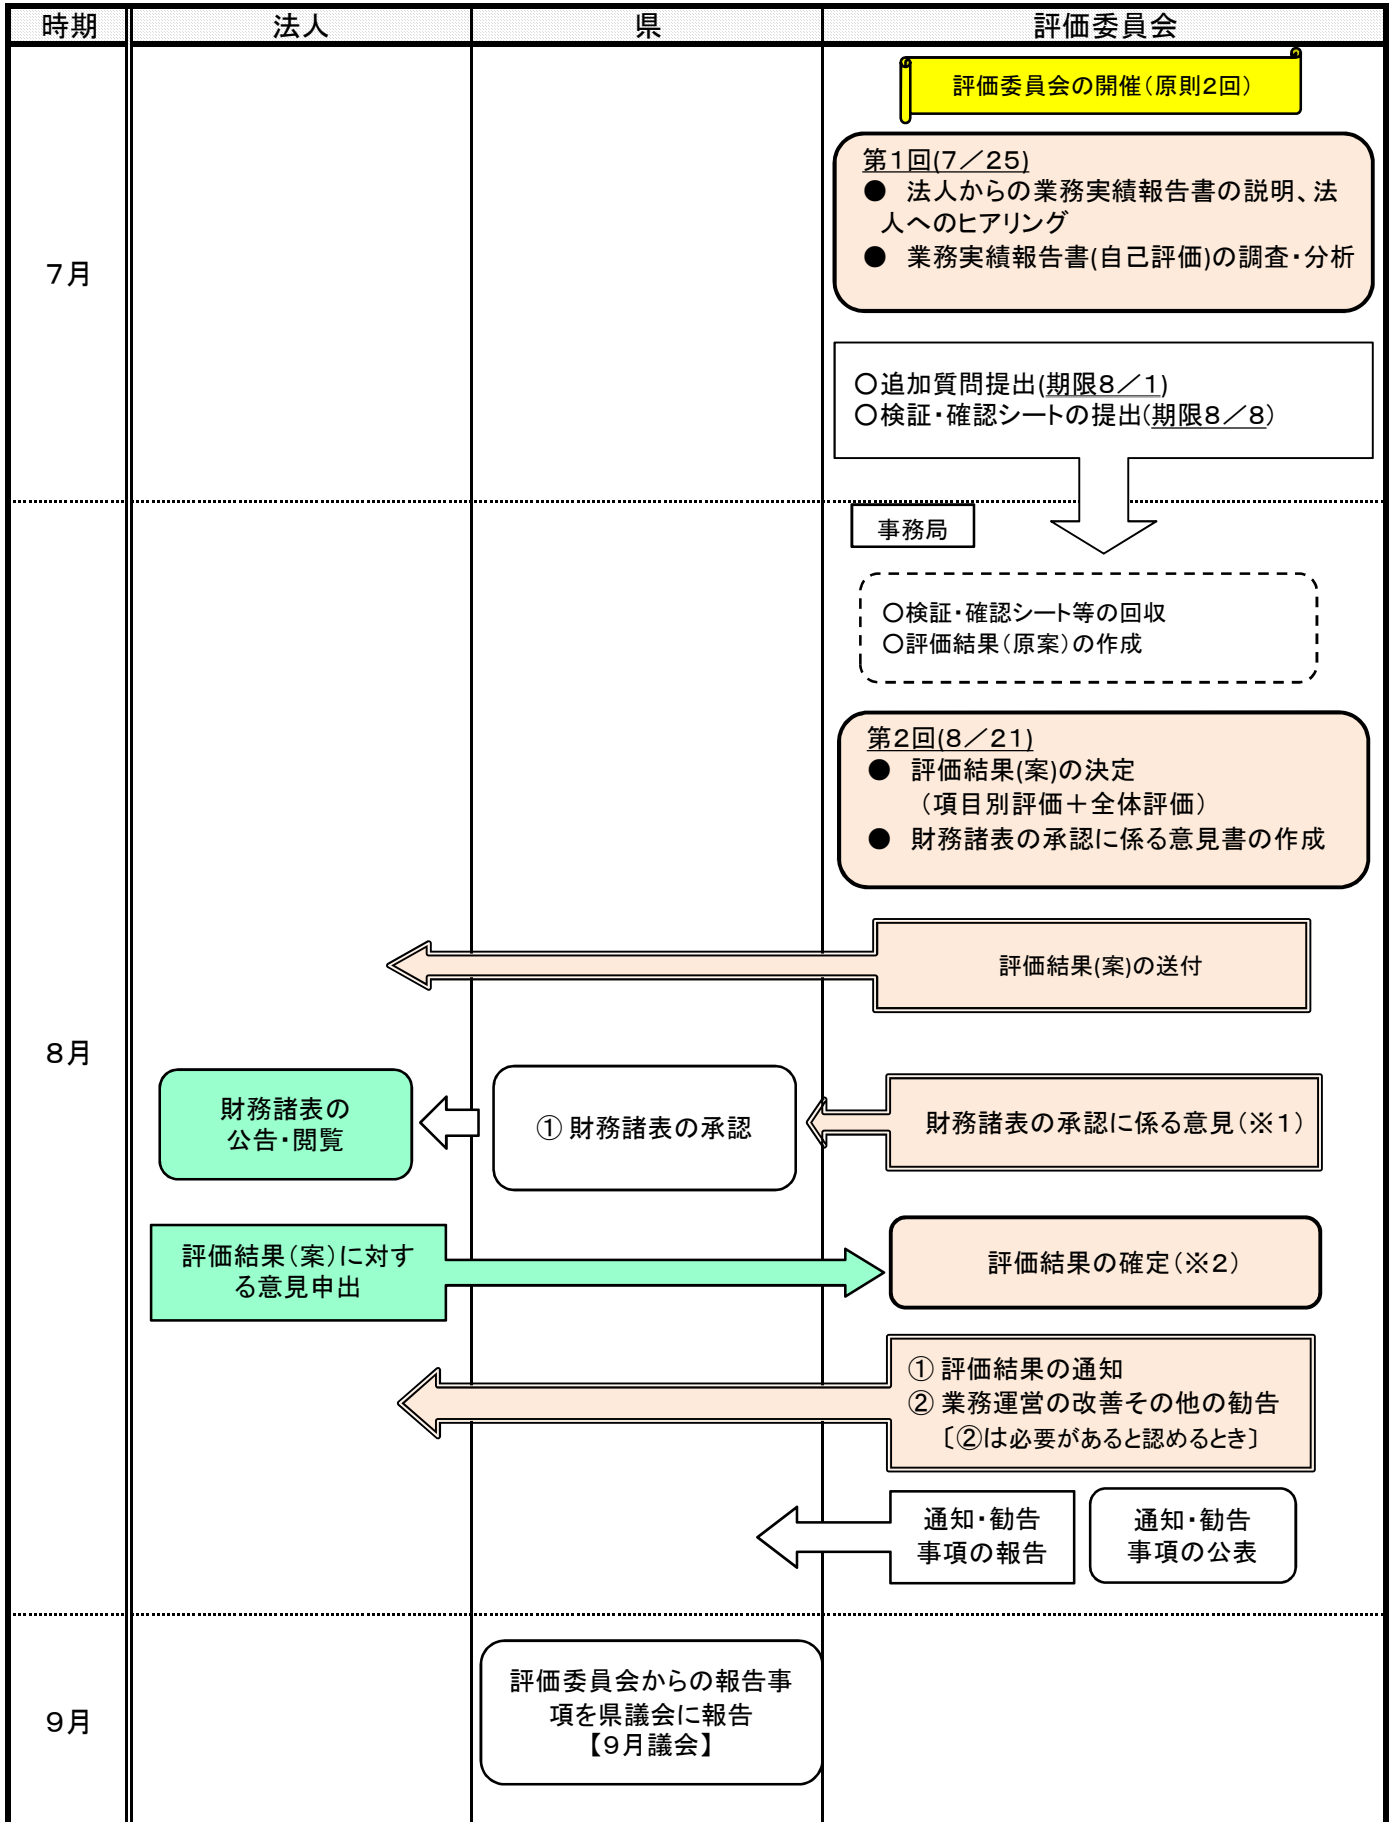 時期 法人 県 評価委員会
評価委員会の開催（原則2回）
第1回(7／25)
● 法人からの業務実績報告書の説明、法
人へのヒアリング
● 業務実績報告書(自己評価)の調査・分析
7月
〇追加質問提出(期限8／1)
〇検証・確認シートの提出(期限8／8)
事務局
〇検証・確認シート等の回収
〇評価結果（原案）の作成
第2回(8／21)
● 評価結果(案)の決定
（項目別評価＋全体評価）
● 財務諸表の承認に係る意見書の作成
評価結果(案)の送付
8月
財務諸表の
公告・閲覧
① 財務諸表の承認
財務諸表の承認に係る意見（※1）
評価結果（案）に対す
る意見申出
評価結果の確定（※2）
① 評価結果の通知
② 業務運営の改善その他の勧告
〔②は必要があると認めるとき〕
通知・勧告
事項の報告
通知・勧告
事項の公表
9月
評価委員会からの報告事
項を県議会に報告
【9月議会】